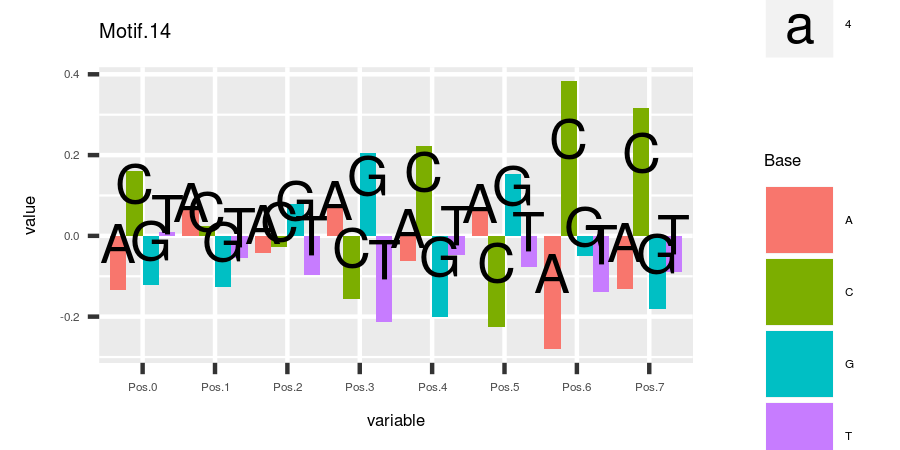 Motif.14
a 4
value
0.4
0.2
0.0
-0.2
A C G T A C G T A C G T A C G T A C G T A C G T A C G T A C G T
Pos.0 Pos.1 Pos.2 Pos.3 Pos.4 Pos.5 Pos.6 Pos.7
variable
Base
A
C
G
T